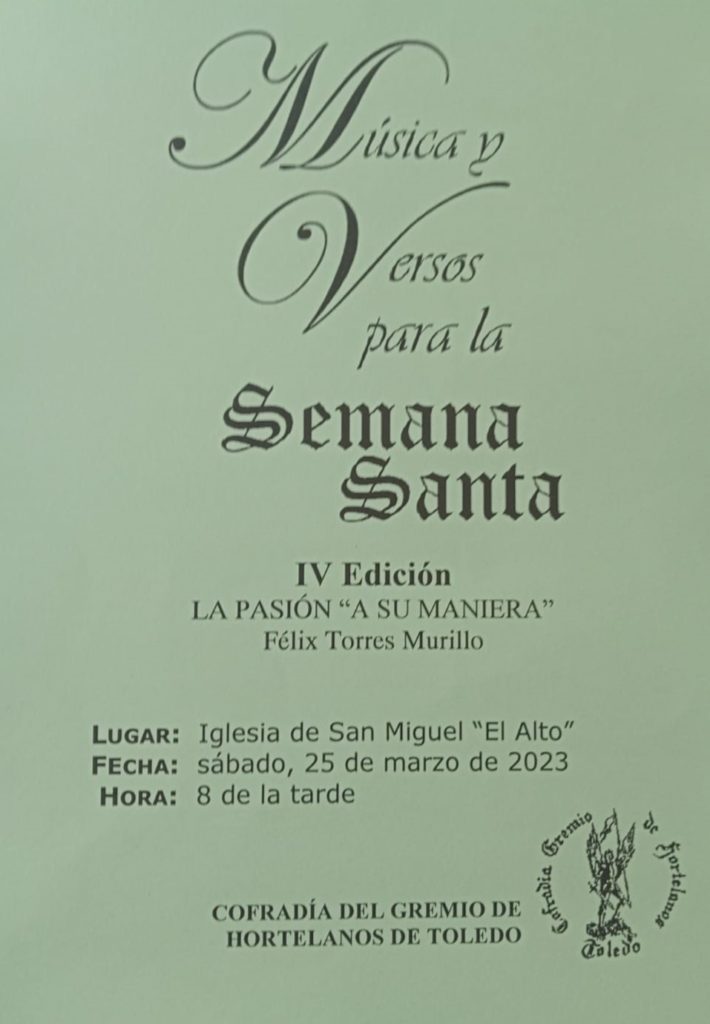 Música y
Versos
para la
Semana
Santa
IV Edición
LA PASIÓN “A SU MANIERA”
Félix Torres Murillo
LUGAR: Iglesia de San Miguel “El Alto”
FECHA: sábado, 25 de marzo de 2023
HORA: 8 de la tarde
COFRADÍA DEL GREMIO DE
HORTELANOS DE TOLEDO
Cofradia Gremio de Hortelanos
Toledo